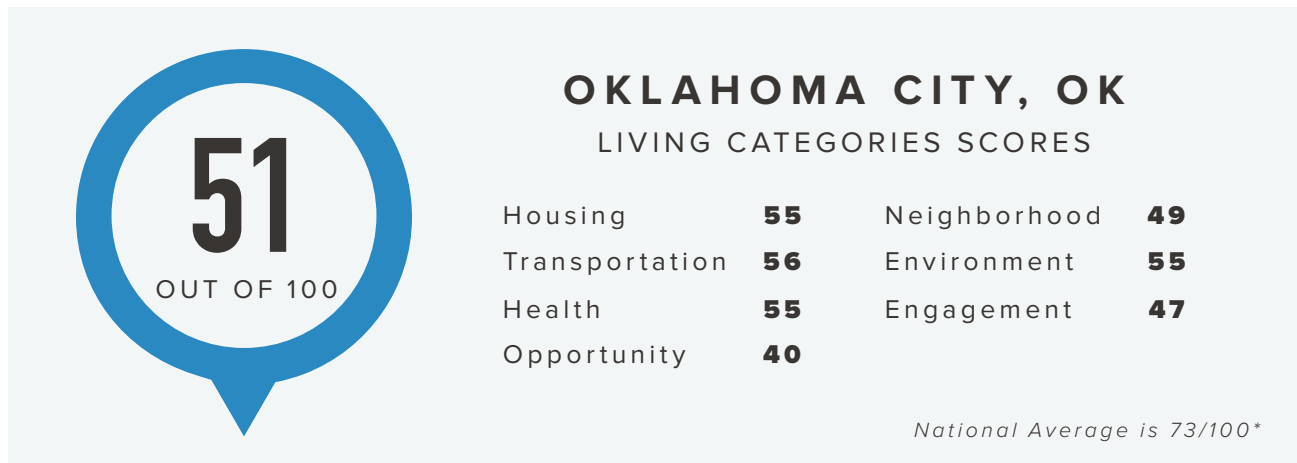 51
OUT OF 100
OKLAHOMA CITY, OK
LIVING CATEGORIES SCORES
Housing 55
Transportation 56
Health 55
Opportunity 40
Neighborhood 49
Environment 55
Engagement 47
National Average is 73/100*